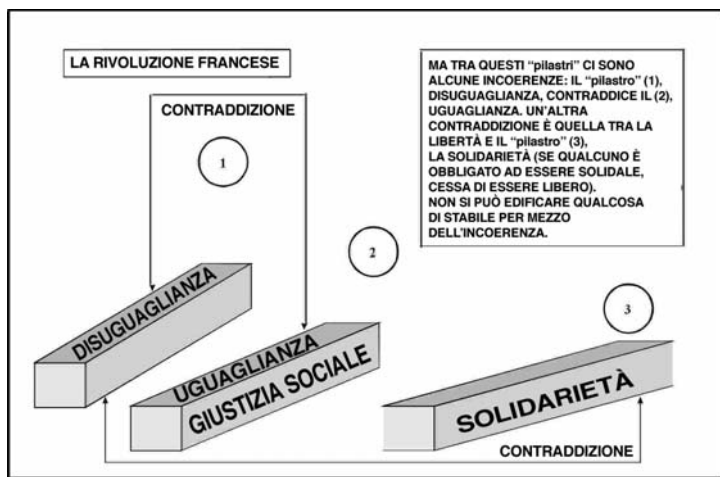 LA RIVOLUZIONE FRANCESE
CONTRADDIZIONE
1
MA TRA QUESTI “pilastri” CI SONO
ALCUNE INCOERENZE: IL “pilastro” (1),
DISUGUAGLIANZA, CONTRADDICE IL (2),
UGUAGLIANZA. UN’ALTRA
CONTRADDIZIONE È QUELLA TRA LA
LIBERTÀ E IL “pilastro” (3),
LA SOLIDARIETÀ (SE QUALCUNO È
OBBLIGATO AD ESSERE SOLIDALE,
CESSA DI ESSERE LIBERO).
NON SI PUÒ EDIFICARE QUALCOSA
DI STABILE PER MEZZO
DELL’INCOERENZA.
2
3
DISUGUAGLIANZA
UGUAGLIANZA
GIUSTIZIA SOCIALE
SOLIDARIETÀ
CONTRADDIZIONE